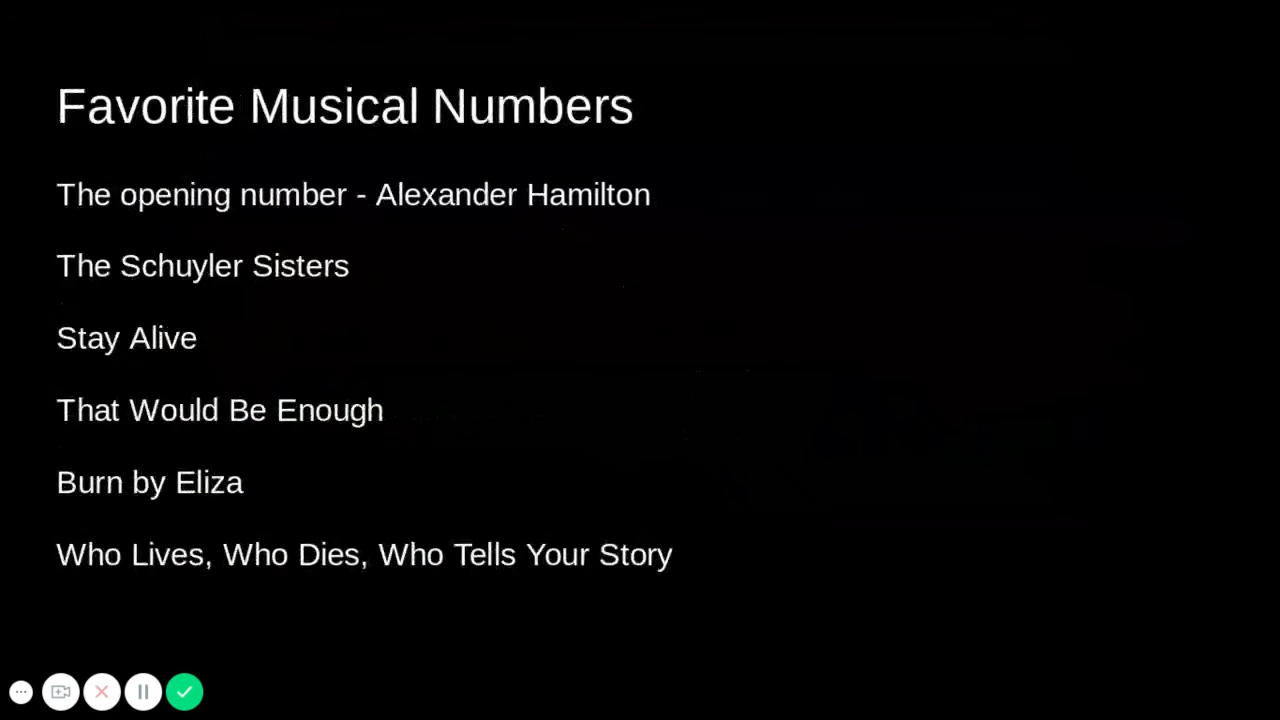 Favorite Musical Numbers
The opening number - Alexander Hamilton
The Schuyler Sisters
Stay Alive
That Would Be Enough
Burn by Eliza
Who Lives, Who Dies, Who Tells Your Story